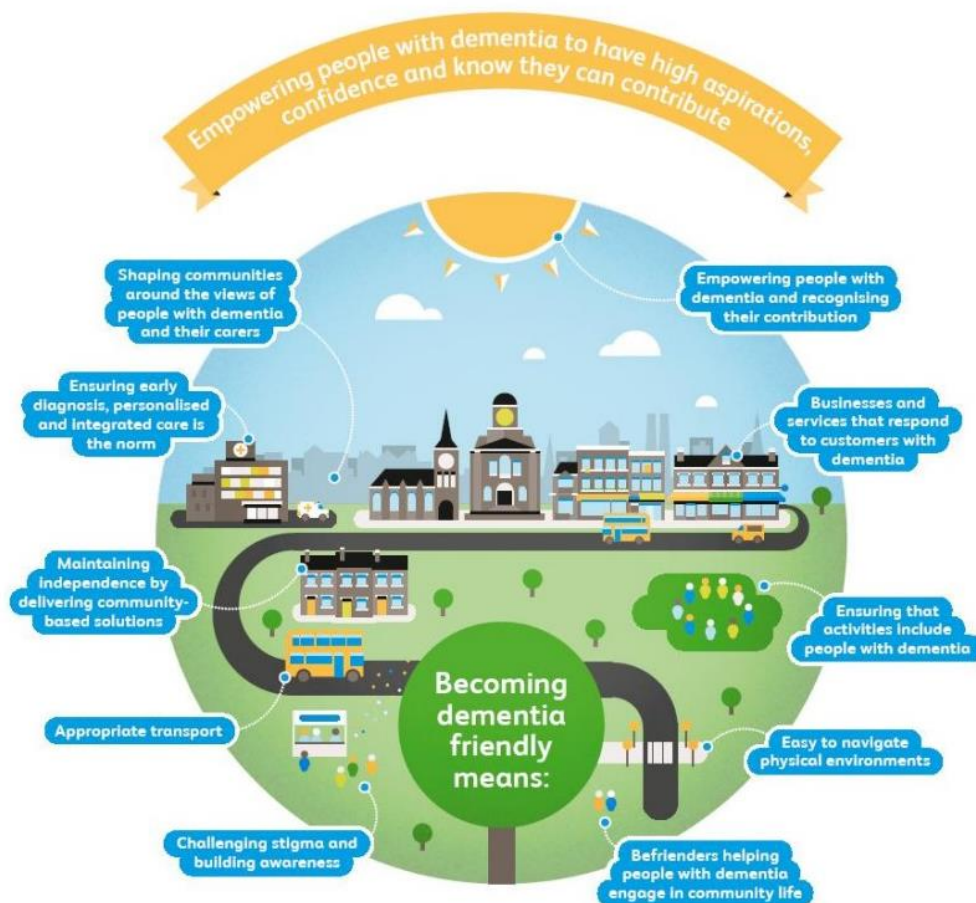 Empowering people with dementia to have high aspirations,
confidence and know they can contribute
Shaping communities
around the views of
people with dementia
and their carers
Empowering people with
dementia and recognising
their contribution
Ensuring early
diagnosis, personalised
and integrated care is
the norm
Businesses and
services that respond
to customers with
dementia
Maintaining
independence by
delivering community-
based solutions
Ensuring that
activities include
people with dementia
Appropriate transport
Becoming
dementia
friendly
means:
Easy to navigate
physical environments
Challenging stigma and
building awareness
Befrienders helping
people with dementia
engage in community life